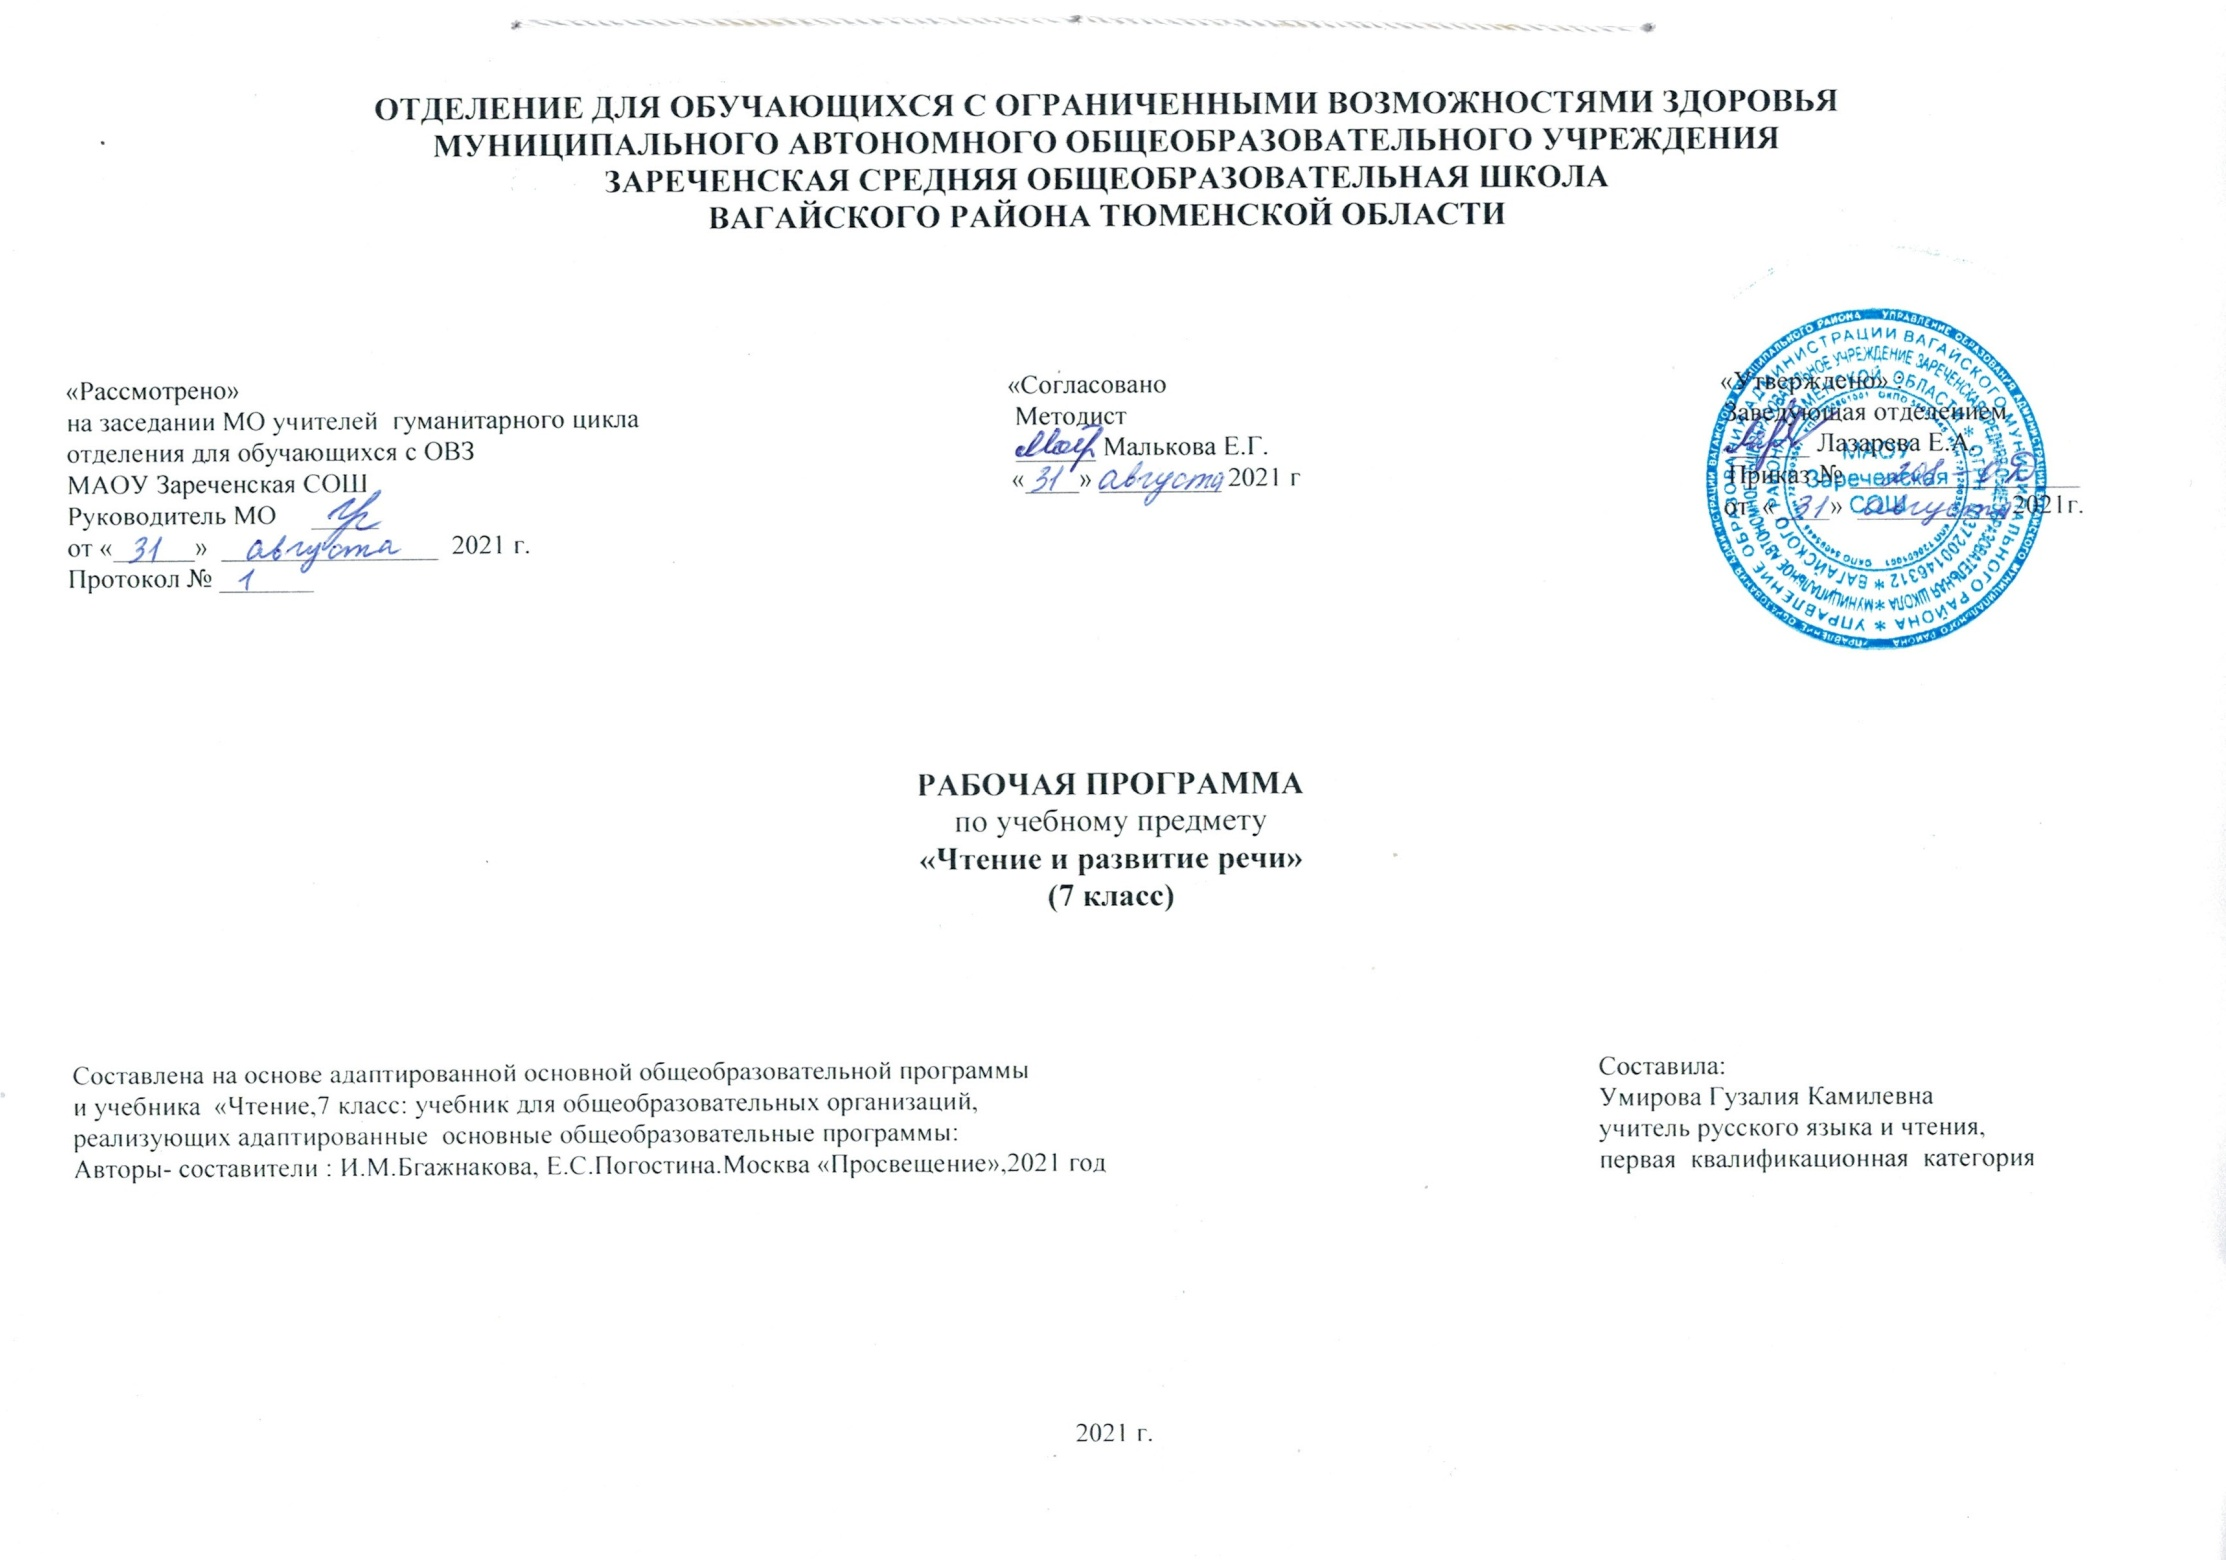 ОТДЕЛЕНИЕ ДЛЯ ОБУЧАЮЩИХСЯ С ОГРАНИЧЕННЫМИ ВОЗМОЖНОСТЯМИ ЗДОРОВЬЯ
МУНИЦИПАЛЬНОГО АВТОНОМНОГО ОБЩЕОБРАЗОВАТЕЛЬНОГО УЧРЕЖДЕНИЯ
ЗАРЕЧЕНСКАЯ СРЕДНЯЯ ОБЩЕОБРАЗОВАТЕЛЬНАЯ ШКОЛА
ВАГАЙСКОГО РАЙОНА ТЮМЕНСКОЙ ОБЛАСТИ
«Рассмотрено»
на заседании МО учителей гуманитарного цикла
отделения для обучающихся с ОВЗ
МАОУ Зареченская СОШ
Руководитель МО
от «31» августа 2021 г.
Протокол № 1
«Согласовано
Методист
Малькова Е.Г.
«31» августа 2021 г
«Утверждено» :
Заведующая отделением
Лазарева Е.А.
Приказ №
от «31» августа 2021г.
МАОУ
Зареченская
СОШ
РАБОЧАЯ ПРОГРАММА
по учебному предмету
«Чтение и развитие речи»
(7 класс)
Составлена на основе адаптированной основной общеобразовательной программы
и учебника «Чтение,7 класс: учебник для общеобразовательных организаций,
реализующих адаптированные основные общеобразовательные программы:
Авторы- составители : И.М.Бгажнакова, Е.С.Погостина.Москва «Просвещение»,2021 год
Составила:
Умирова Гузалия Камилевна
учитель русского языка и чтения,
первая квалификационная категория
2021 г.